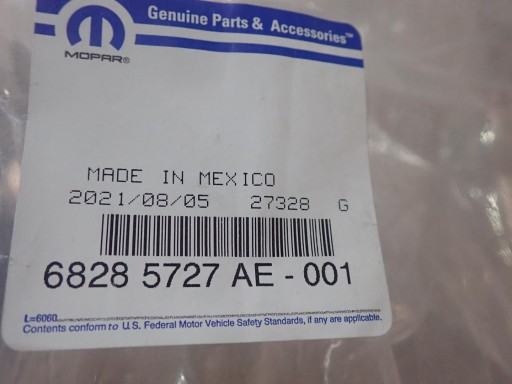 Genuine Parts & Accessories™
MOPAR®
MADE IN MEXICO
2021/08/05 27328 G
6828 5727 AE - 001
L=6060
Contents conform to U.S. Federal Motor Vehicle Safety Standards, if any are applicable.